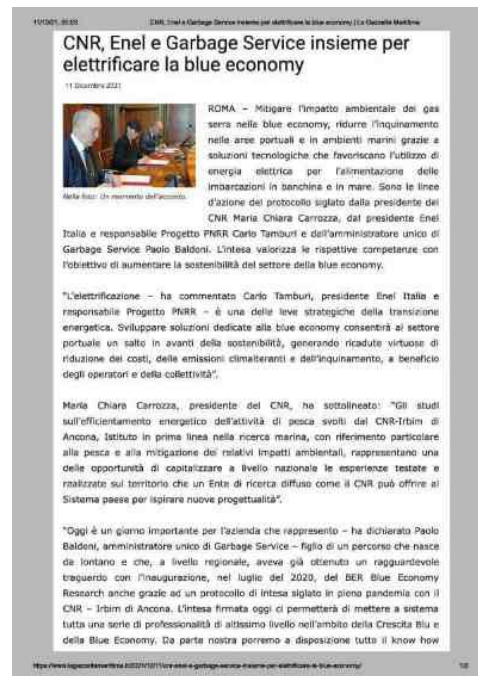 CNR, Enel e Garbage Service insieme per elettrificare la blue economy | La Gazzetta Marittima
CNR, Enel e Garbage Service insieme per
elettrificare la blue economy
11 Dicembre 2021
ROMA – Mitigare l'impatto ambientale dei gas
serra nella blue economy, ridurre l'inquinamento
nelle aree portuali e in ambienti marini grazie a
soluzioni tecnologiche che favoriscano l'utilizzo di
energia elettrica per l'alimentazione delle
imbarcazioni in banchina e in mare. Sono le linee
Nella foto: Un momento dell'accordo.
d'azione del protocollo siglato dalla presidente del
CNR Maria Chiara Carrozza, dal presidente Enel
Italia e responsabile Progetto PNRR Carlo Tamburi e dall'amministratore unico di
Garbage Service Paolo Baldoni. L'intesa valorizza le rispettive competenze con
l'obiettivo di aumentare la sostenibilità del settore della blue economy.
"L'elettrificazione – ha commentato Carlo Tamburi, presidente Enel Italia e
responsabile Progetto PNRR – è una delle leve strategiche della transizione
energetica. Sviluppare soluzioni dedicate alla blue economy consentirà al settore
portuale un salto in avanti della sostenibilità, generando ricadute virtuose di
riduzione dei costi, delle emissioni climalteranti e dell'inquinamento, a beneficio
degli operatori e della collettività".
Maria Chiara Carrozza, presidente del CNR, ha sottolineato: "Gli studi
sull'efficientamento energetico dell'attività di pesca svolti dal CNR-Irbim di
Ancona, Istituto in prima linea nella ricerca marina, con riferimento particolare
alla pesca e alla mitigazione dei relativi impatti ambientali, rappresentano una
delle opportunità di capitalizzare a livello nazionale le esperienze testate e
realizzate sul territorio che un Ente di ricerca diffuso come il CNR può offrire al
Sistema paese per ispirare nuove progettualità".
"Oggi è un giorno importante per l'azienda che rappresento – ha dichiarato Paolo
Baldoni, amministratore unico di Garbage Service – figlio di un percorso che nasce
da lontano e che, a livello regionale, aveva già ottenuto un ragguardevole
traguardo con l'inaugurazione, nel luglio del 2020, del BER Blue Economy
Research anche grazie ad un protocollo di intesa siglato in piena pandemia con il
CNR – Irbim di Ancona. L'intesa firmata oggi ci permetterà di mettere a sistema
tutta una serie di professionalità di altissimo livello nell'ambito della Crescita Blu e
della Blue Economy. Da parte nostra porremo a disposizione tutto il know how